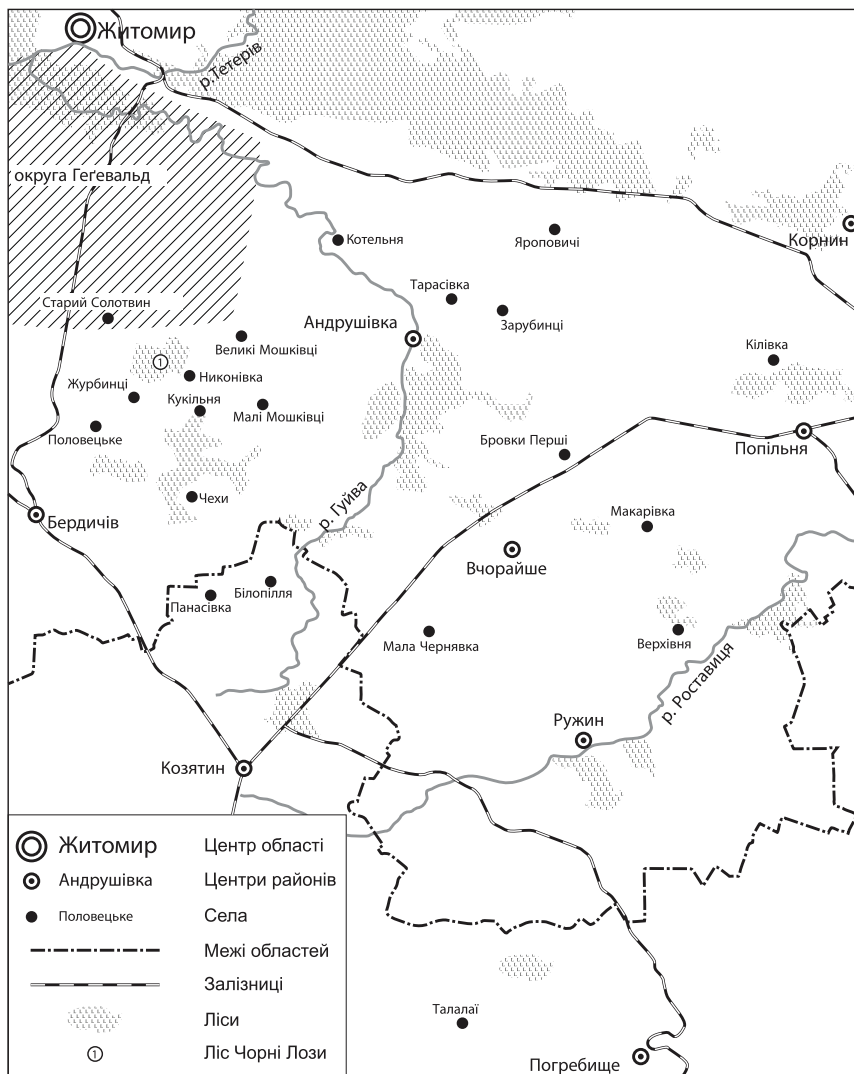 Житомир
р.Тетерів
округа Геґевальд
Котельня
Яроповичі
Корнин
Тарасівка
Старий Солотвин
Зарубинці
Андрушівка
Великі Мошківці
Кілівка
1
Никонівка
Журбинці
Кукільня
Малі Мошківці
Половецьке
Бровки Перші
Попільня
Чехи
р. Гуйва
Макарівка
Бердичів
Вчорайше
Білопілля
Панасівка
Мала Чернявка
Верхівня
р. Роставиця
Ружин
Козятин
Житомир Центр області
Андрушівка Центри районів
Половецьке Села
Межі областей
Залізниці
Ліси
1 Ліс Чорні Лози
Талалаї
Погребище